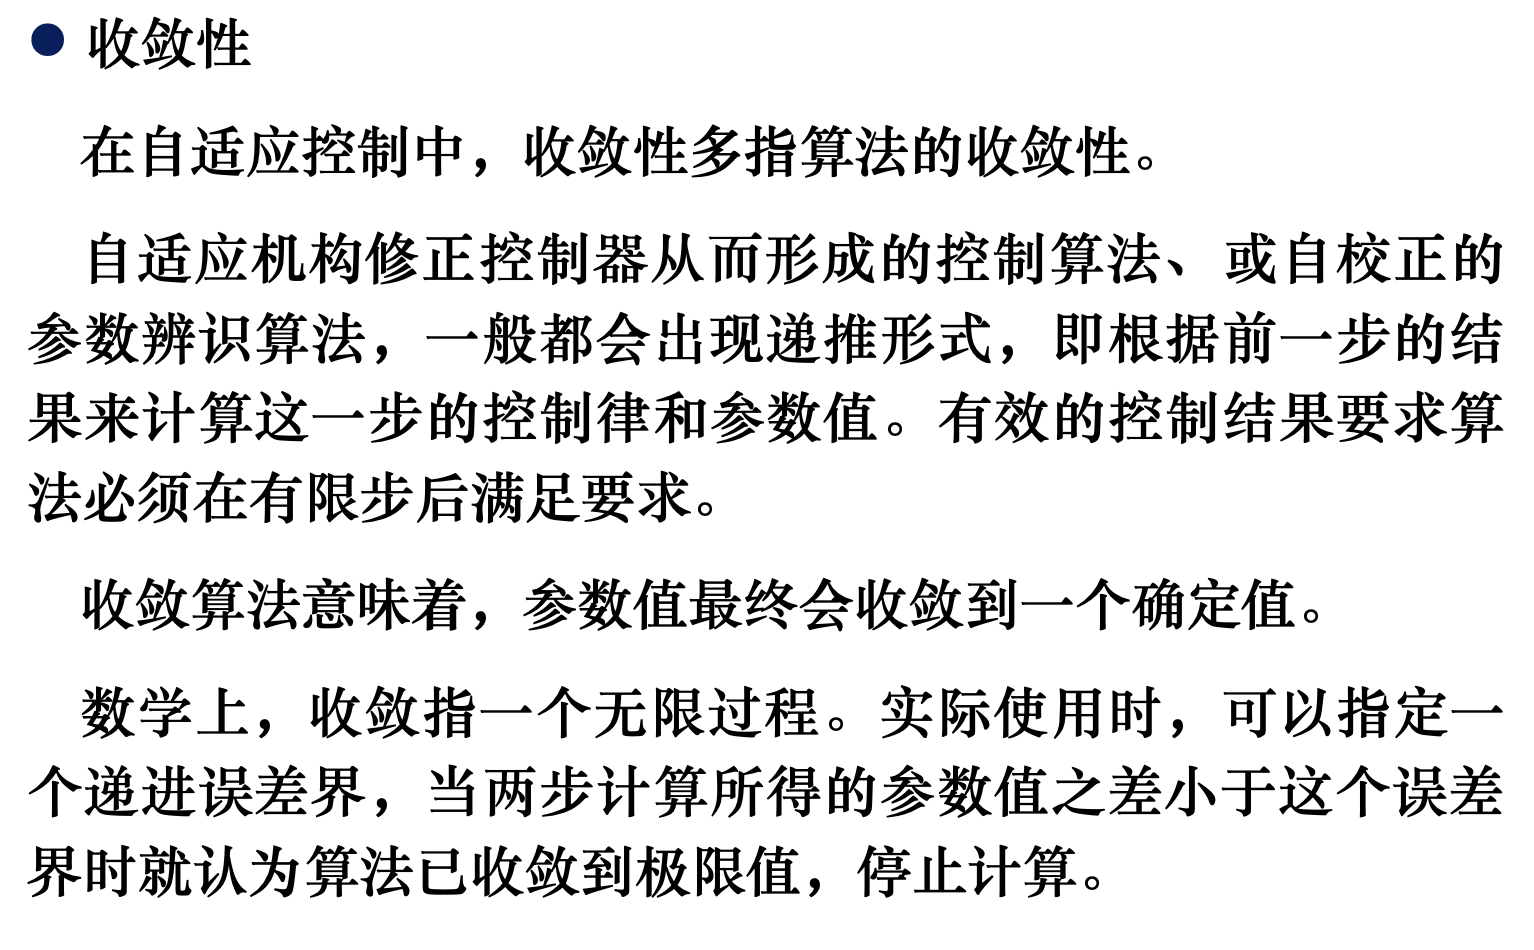 ● 收敛性
在自适应控制中，收敛性多指算法的收敛性。
自适应机构修正控制器从而形成的控制算法、或自校正的
参数辨识算法，一般都会出现递推形式，即根据前一步的结
果来计算这一步的控制律和参数值。有效的控制结果要求算
法必须在有限步后满足要求。
收敛算法意味着，参数值最终会收敛到一个确定值。
数学上，收敛指一个无限过程。实际使用时，可以指定一
个递进误差界，当两步计算所得的参数值之差小于这个误差
界时就认为算法已收敛到极限值，停止计算。